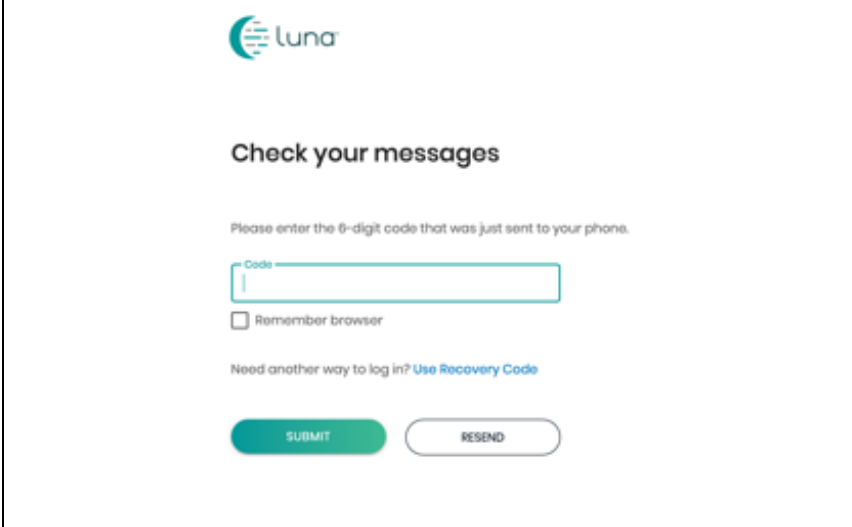 luna
Check your messages
Please enter the 6-digit code that was just sent to your phone.
Code
Remember browser
Need another way to log in? Use Recovery Code
SUBMIT RESEND